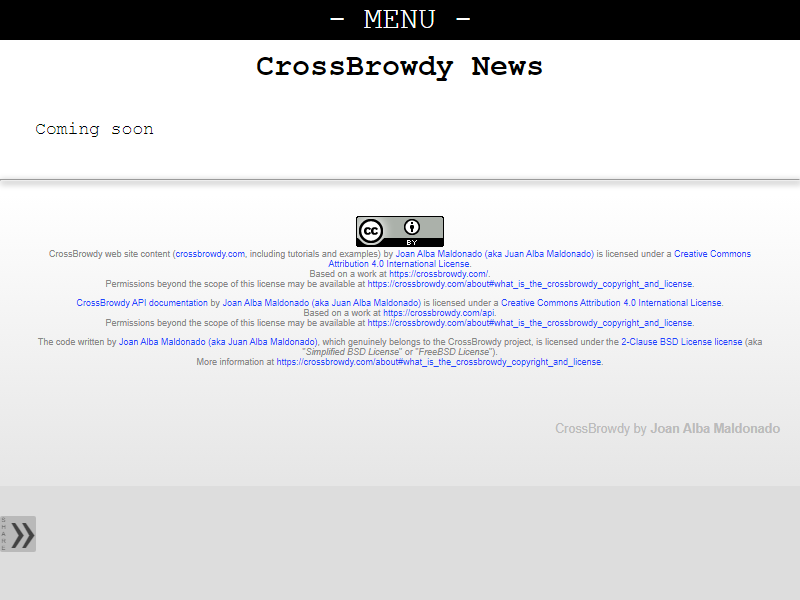 - MENU -
CrossBrowdy News
Coming soon
cc
BY
CrossBrowdy web site content (crossbrowdy.com, including tutorials and examples) by Joan Alba Maldonado (aka Juan Alba Maldonado) is licensed under a Creative Commons
Attribution 4.0 International License.
Based on a work at https://crossbrowdy.com/.
Permissions beyond the scope of this license may be available at https://crossbrowdy.com/about#what_is_the_crossbrowdy_copyright_and_license.
CrossBrowdy API documentation by Joan Alba Maldonado (aka Juan Alba Maldonado) is licensed under a Creative Commons Attribution 4.0 International License.
Based on a work at https://crossbrowdy.com/api.
Permissions beyond the scope of this license may be available at https://crossbrowdy.com/about#what_is_the_crossbrowdy_copyright_and_license.
The code written by Joan Alba Maldonado (aka Juan Alba Maldonado), which genuinely belongs to the CrossBrowdy project, is licensed under the 2-Clause BSD License license (aka
"Simplified BSD License" or "FreeBSD License").
More information at https://crossbrowdy.com/about#what_is_the_crossbrowdy_copyright_and_license.
CrossBrowdy by Joan Alba Maldonado
SHARE